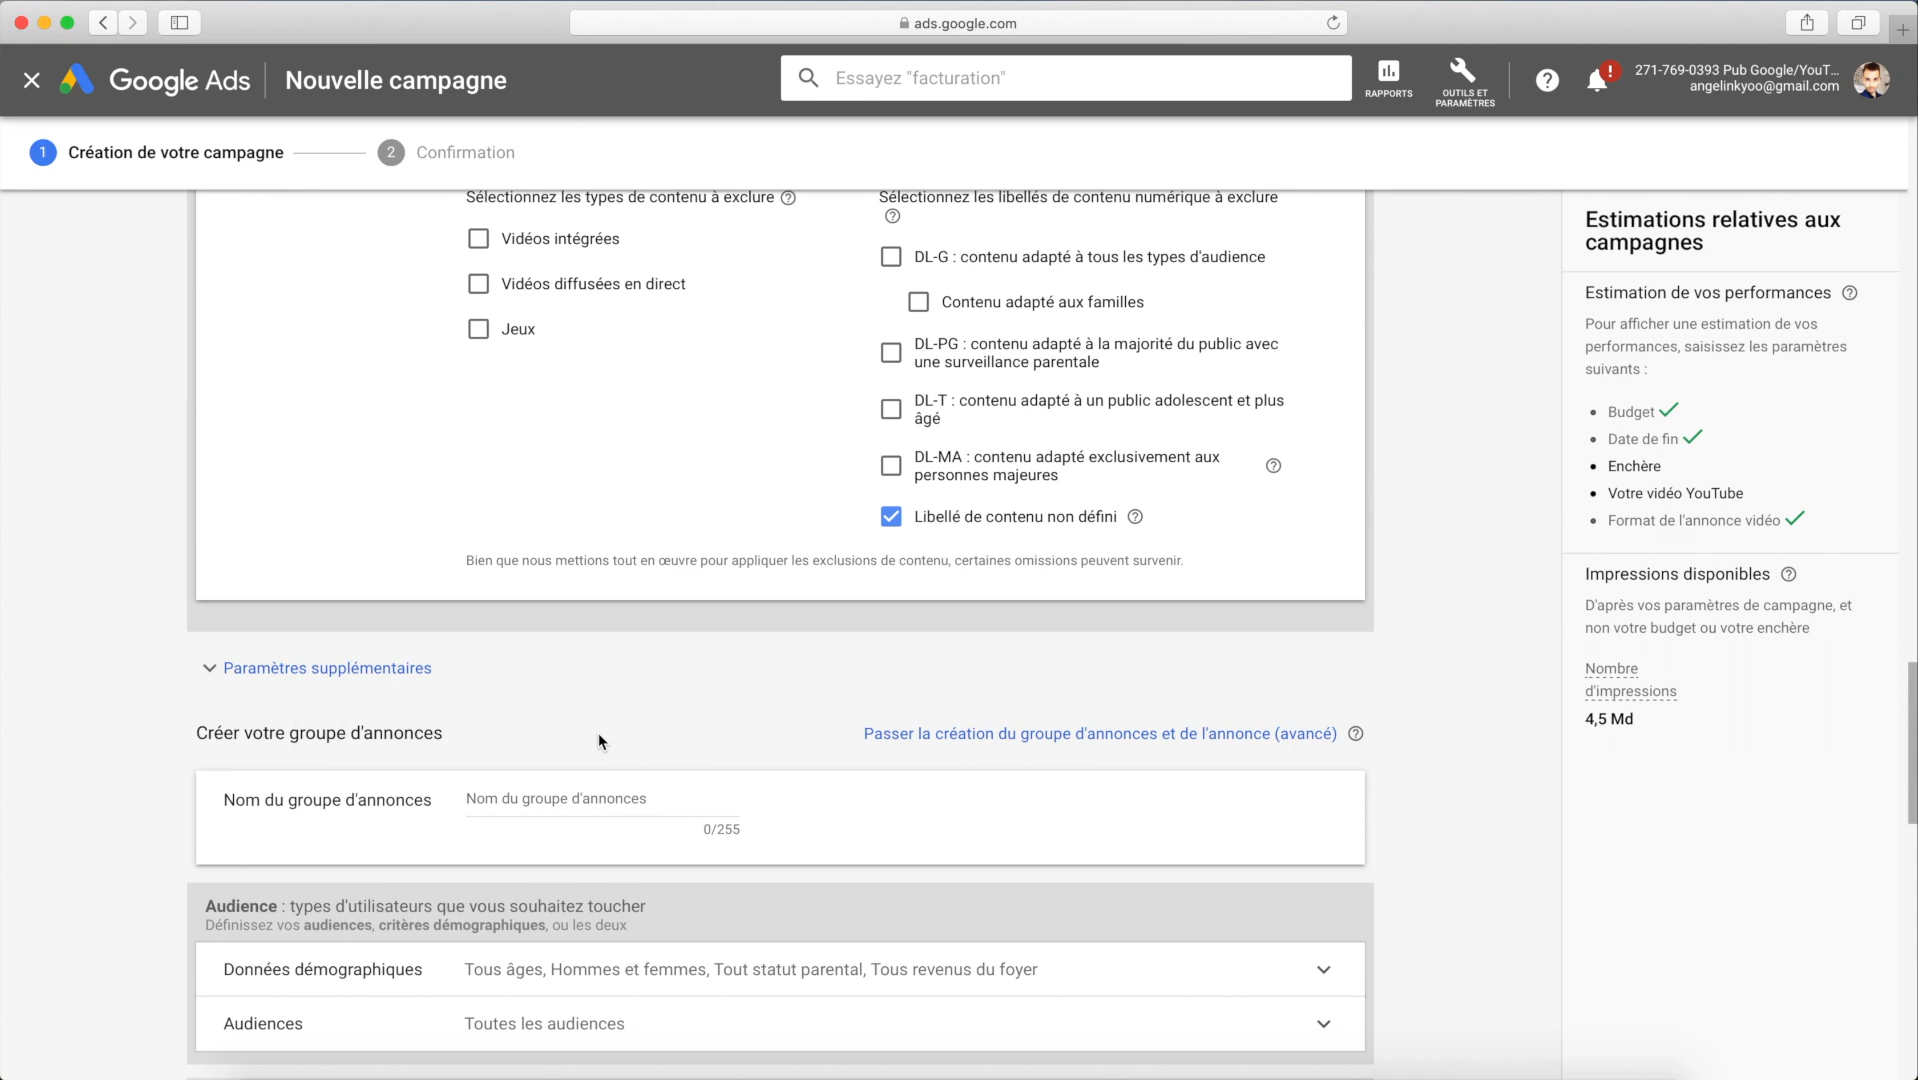 ads.google.com
Google Ads
Nouvelle campagne
Essayez "facturation"
RAPPORTS
OUTILS ET
PARAMÈTRES
271-769-0393 Pub Google/YouT...
angelinkyoo@gmail.com
1 Création de votre campagne
2 Confirmation
Sélectionnez les types de contenu à exclure
Vidéos intégrées
Vidéos diffusées en direct
Jeux
Sélectionnez les libellés de contenu numérique à exclure
DL-G : contenu adapté à tous les types d'audience
Contenu adapté aux familles
DL-PG : contenu adapté à la majorité du public avec
une surveillance parentale
DL-T : contenu adapté à un public adolescent et plus
âgé
DL-MA : contenu adapté exclusivement aux
personnes majeures
Libellé de contenu non défini
Bien que nous mettions tout en œuvre pour appliquer les exclusions de contenu, certaines omissions peuvent survenir.
Paramètres supplémentaires
Créer votre groupe d'annonces
Passer la création du groupe d'annonces et de l'annonce (avancé)
Nom du groupe d'annonces
Nom du groupe d'annonces
0/255
Audience : types d'utilisateurs que vous souhaitez toucher
Définissez vos audiences, critères démographiques, ou les deux
Données démographiques
Tous âges, Hommes et femmes, Tout statut parental, Tous revenus du foyer
Audiences
Toutes les audiences
Estimations relatives aux
campagnes
Estimation de vos performances
Pour afficher une estimation de vos
performances, saisissez les paramètres
suivants :
Budget
Date de fin
Enchère
Votre vidéo YouTube
Format de l'annonce vidéo
Impressions disponibles
D'après vos paramètres de campagne, et
non votre budget ou votre enchère
Nombre
d'impressions
4,5 Md